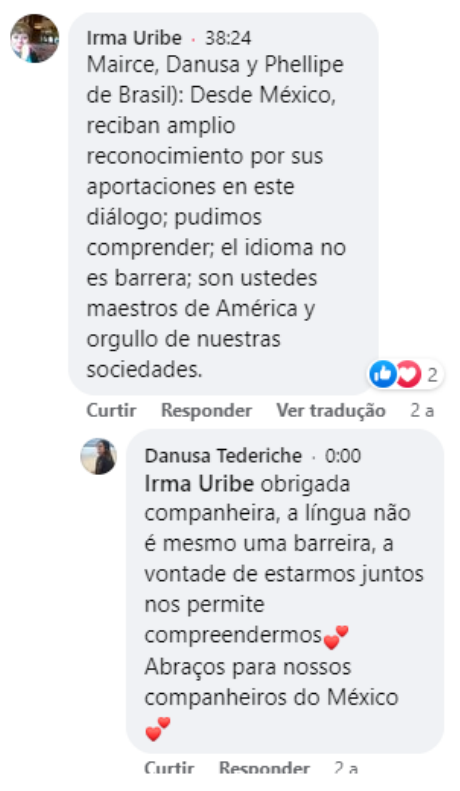 Irma Uribe · 38:24
Mairce, Danusa y Phellipe
de Brasil): Desde México,
reciban amplio
reconocimiento por sus
aportaciones en este
diálogo; pudimos
comprender; el idioma no
es barrera; son ustedes
maestros de América y
orgullo de nuestras
sociedades.
2
Curtir Responder Ver tradução 2 a
Danusa Tederiche · 0:00
Irma Uribe obrigada
companheira, a língua não
é mesmo uma barreira, a
vontade de estarmos juntos
nos permite
compreendermos💕
Abraços para nossos
companheiros do México
💕
Curtir Responder 2 a